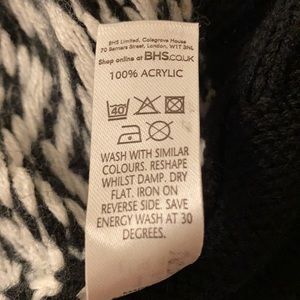 BHS Limited, Colegrave House
70 Berners Street, London, W1T 3NL
Shop online at BHS.CO.UK
100% ACRYLIC
40
WASH WITH SIMILAR
COLOURS. RESHAPE
WHILST DAMP. DRY
FLAT. IRON ON
REVERSE SIDE. SAVE
ENERGY WASH AT 30
DEGREES.